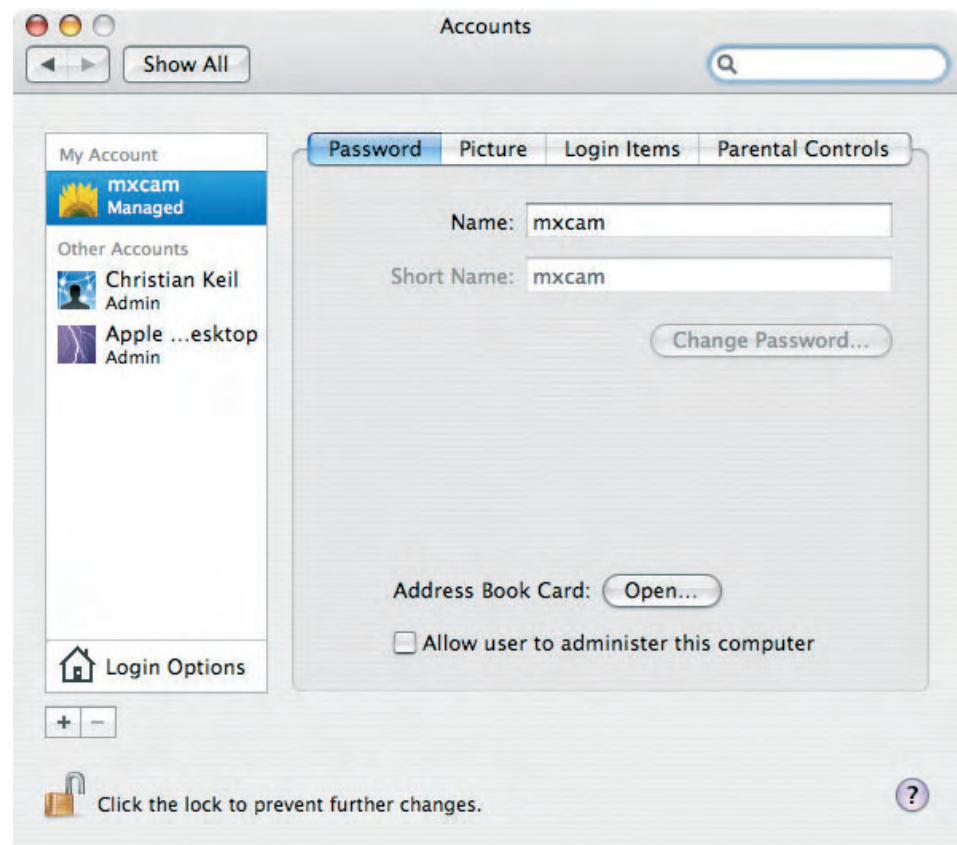 Accounts
Show All
My Account
mxcam
Managed
Other Accounts
Christian Keil
Admin
Apple ...esktop
Admin
Login Options
+ −
Password Picture Login Items Parental Controls
Name: mxcam
Short Name: mxcam
Change Password...
Address Book Card: Open...
Allow user to administer this computer
Click the lock to prevent further changes.
?